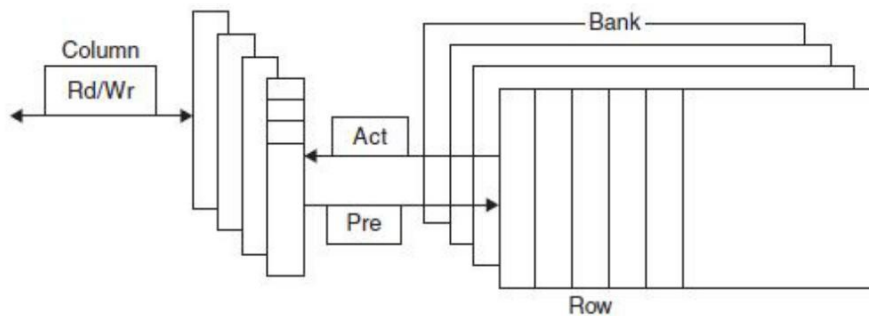 Column
Rd/Wr
Act
Pre
Bank
Row